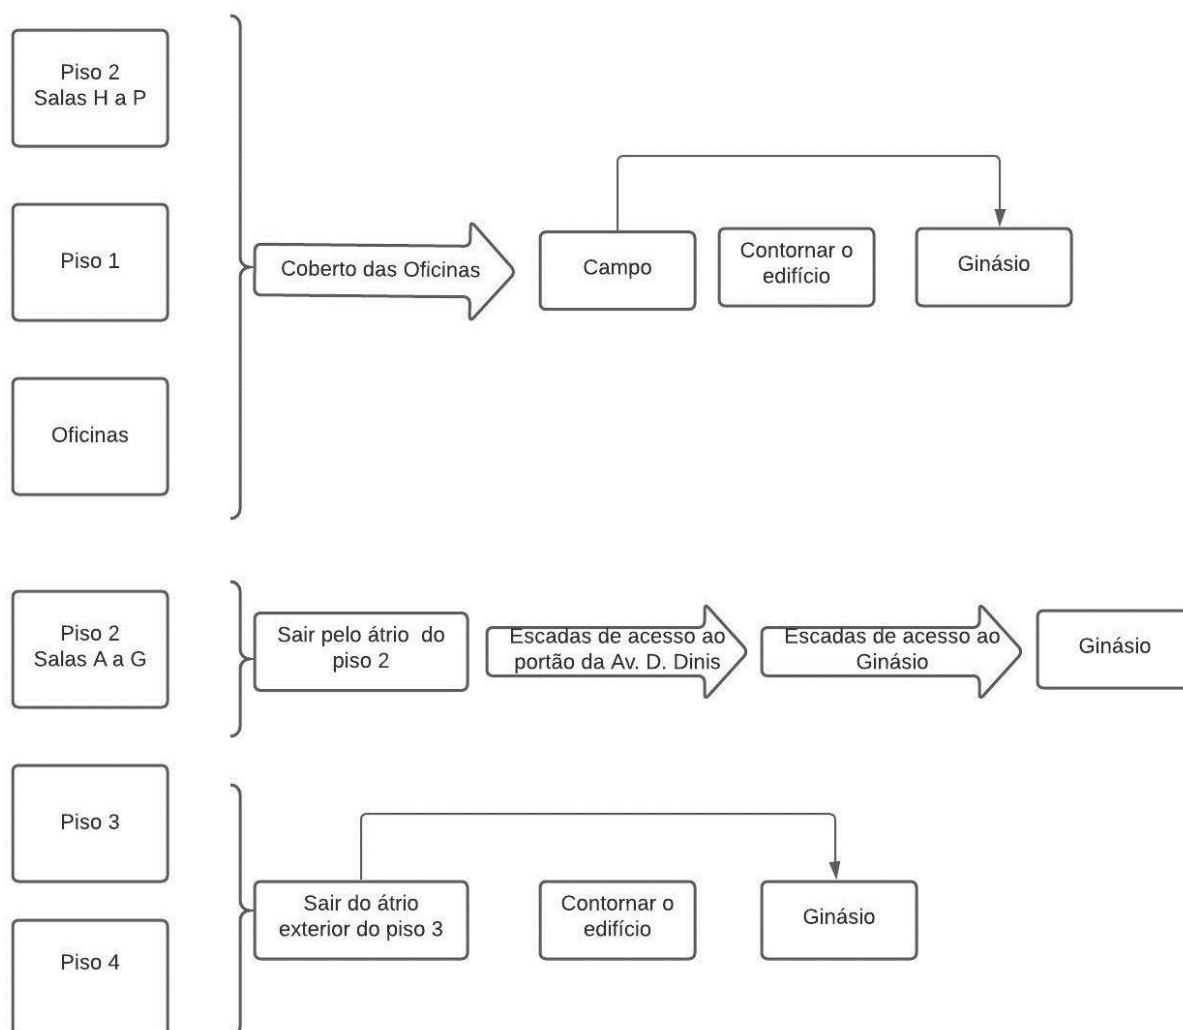 Piso 2
Salas H a P
Piso 1
Oficinas
Coberto das Oficinas
Campo
Contornar o
edifício
Ginásio
Piso 2
Salas A a G
Sair pelo átrio do
piso 2
Escadas de acesso ao
portão da Av. D. Dinis
Escadas de acesso ao
Ginásio
Ginásio
Piso 3
Piso 4
Sair do átrio
exterior do piso 3
Contornar o
edifício
Ginásio